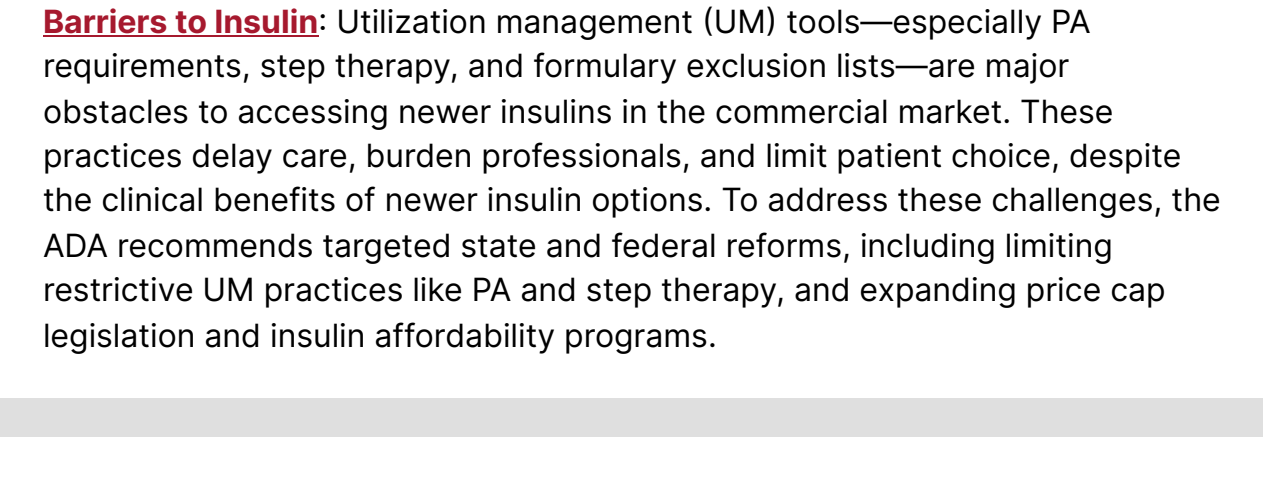 Barriers to Insulin: Utilization management (UM) tools—especially PA
requirements, step therapy, and formulary exclusion lists—are major
obstacles to accessing newer insulins in the commercial market. These
practices delay care, burden professionals, and limit patient choice, despite
the clinical benefits of newer insulin options. To address these challenges, the
ADA recommends targeted state and federal reforms, including limiting
restrictive UM practices like PA and step therapy, and expanding price cap
legislation and insulin affordability programs.